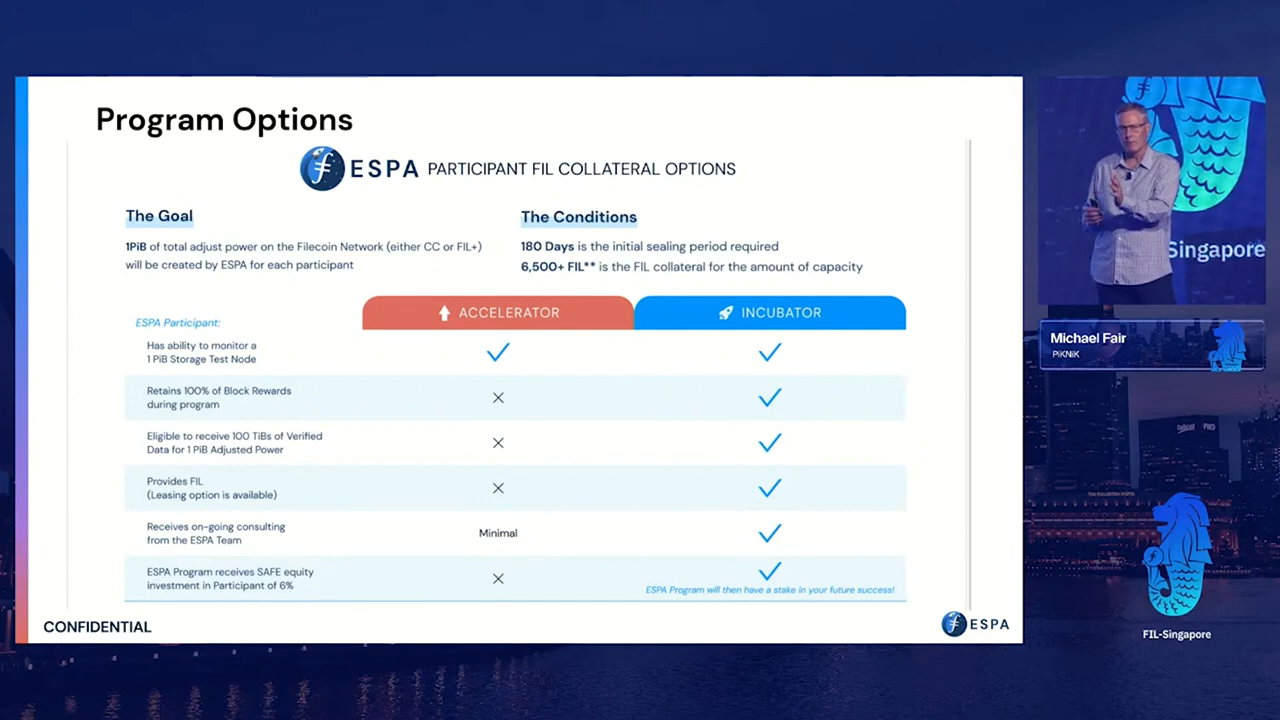 Program Options
ESPA PARTICIPANT FIL COLLATERAL OPTIONS
The Goal
1PiB of total adjust power on the Filecoin Network (either CC or FIL+)
will be created by ESPA for each participant
The Conditions
180 Days is the initial sealing period required
6,500+ FIL** is the FIL collateral for the amount of capacity
ESPA Participant:
ACCELERATOR
INCUBATOR
Has ability to monitor a
1 PiB Storage Test Node
Retains 100% of Block Rewards
during program
Eligible to receive 100 TiBs of Verified
Data for 1 PiB Adjusted Power
Provides FIL
(Leasing option is available)
Receives on-going consulting
from the ESPA Team
Minimal
ESPA Program receives SAFE equity
investment in Participant of 6%
ESPA Program will then have a stake in your future success!
CONFIDENTIAL
ESPA
Singapore
Michael Fair
PiKNiK
FIL-Singapore